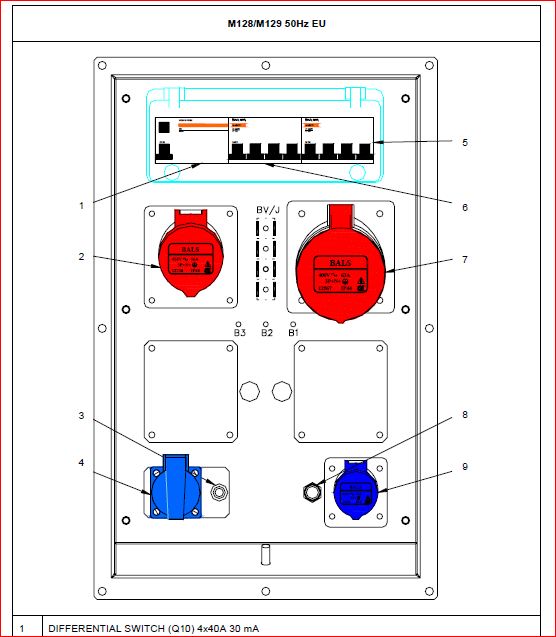 M128/M129 50Hz EU
5
1
6
BV/J
2
BALS
7
BALS
B3 B2 B1
3
8
4
9
1 DIFFERENTIAL SWITCH (Q10) 4x40A 30 mA